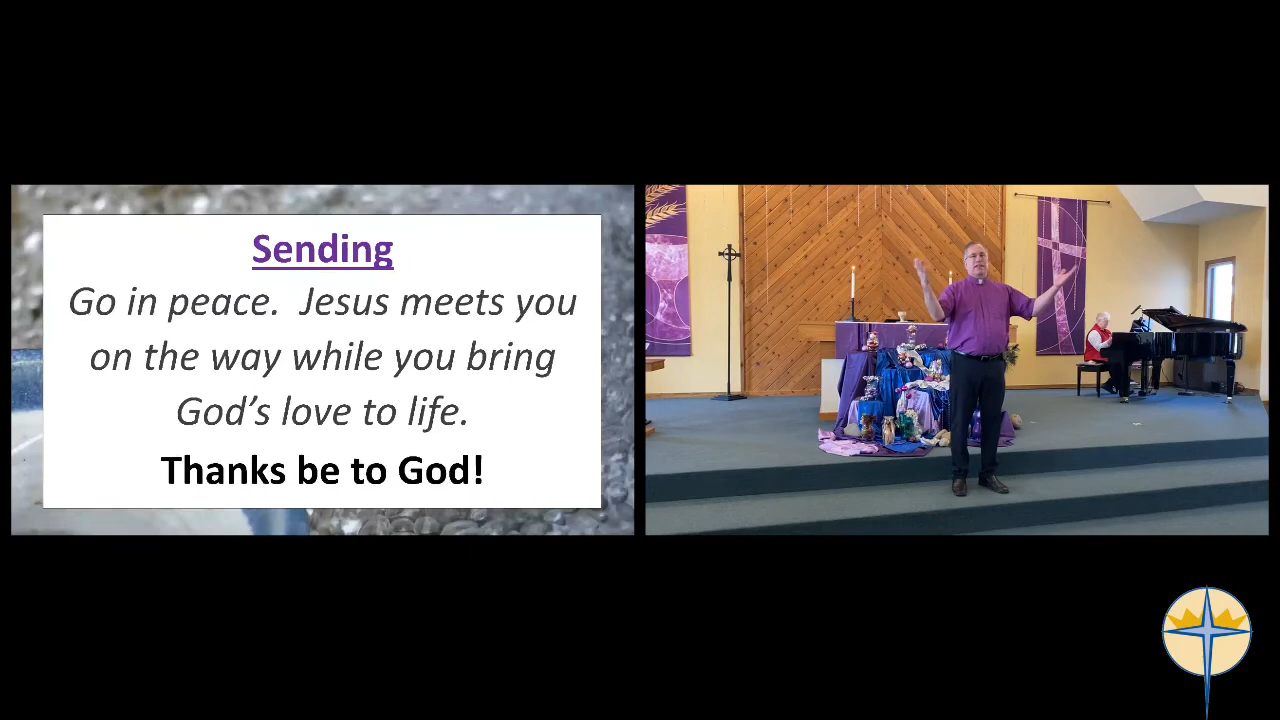 Sending
Go in peace.  Jesus meets you
on the way while you bring
God's love to life.
Thanks be to God!